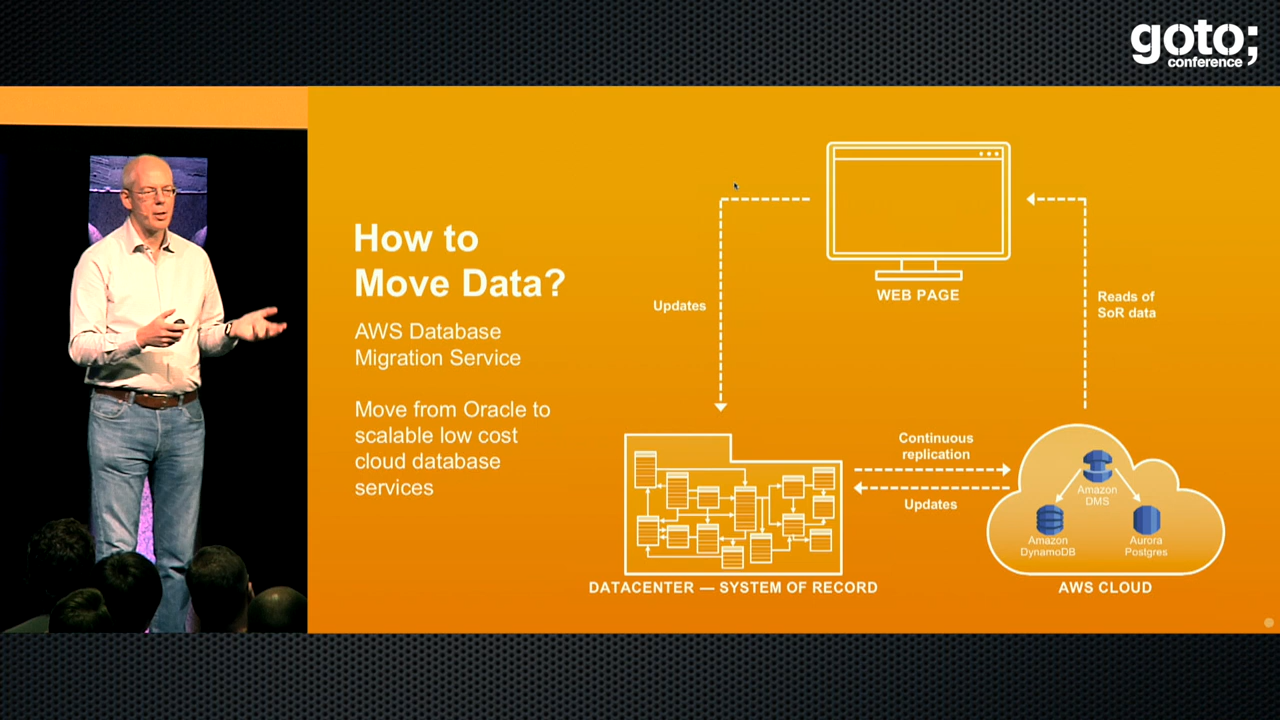 goto;
conference
How to
Move Data?
AWS Database
Migration Service
Move from Oracle to
scalable low cost
cloud database
services
WEB PAGE
Updates
Reads of
SoR data
Continuous
replication
Updates
Amazon
DMS
Amazon
DynamoDB
Aurora
Postgres
DATACENTER — SYSTEM OF RECORD
AWS CLOUD